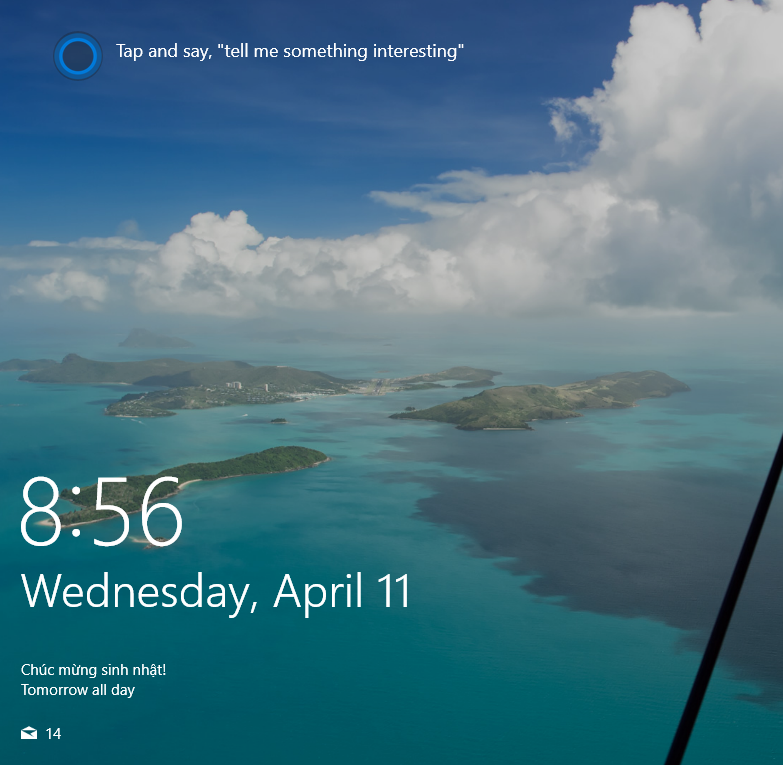 Tap and say, "tell me something interesting"
8:56
Wednesday, April 11
Chúc mừng sinh nhật!
Tomorrow all day
14